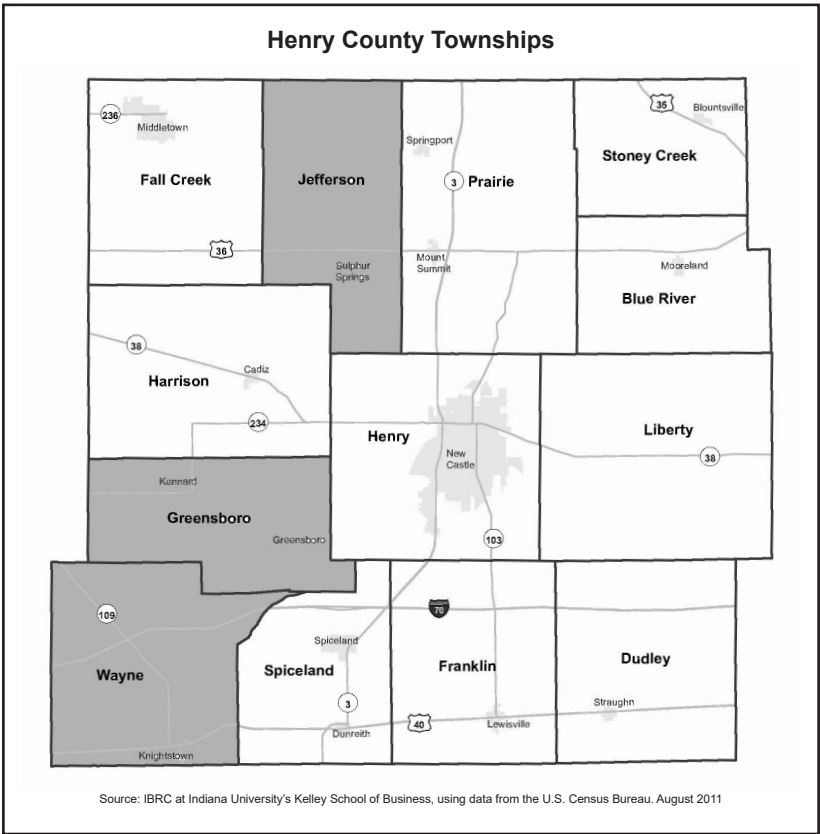 Henry County Townships
236
Middletown
Fall Creek
Jefferson
Springport
3
Prairie
35
Blountsville
Stoney Creek
36
Sulphur
Springs
Mount
Summit
Mooreland
Blue River
38
Cadiz
Harrison
234
Henry
New
Castle
Liberty
38
Kennard
Greensboro
Greensboro
103
109
Wayne
Knightstown
70
Spiceland
Spiceland
3
Dunreith
Franklin
40
Lewisville
Dudley
Straughn
Source: IBRC at Indiana University's Kelley School of Business, using data from the U.S. Census Bureau. August 2011